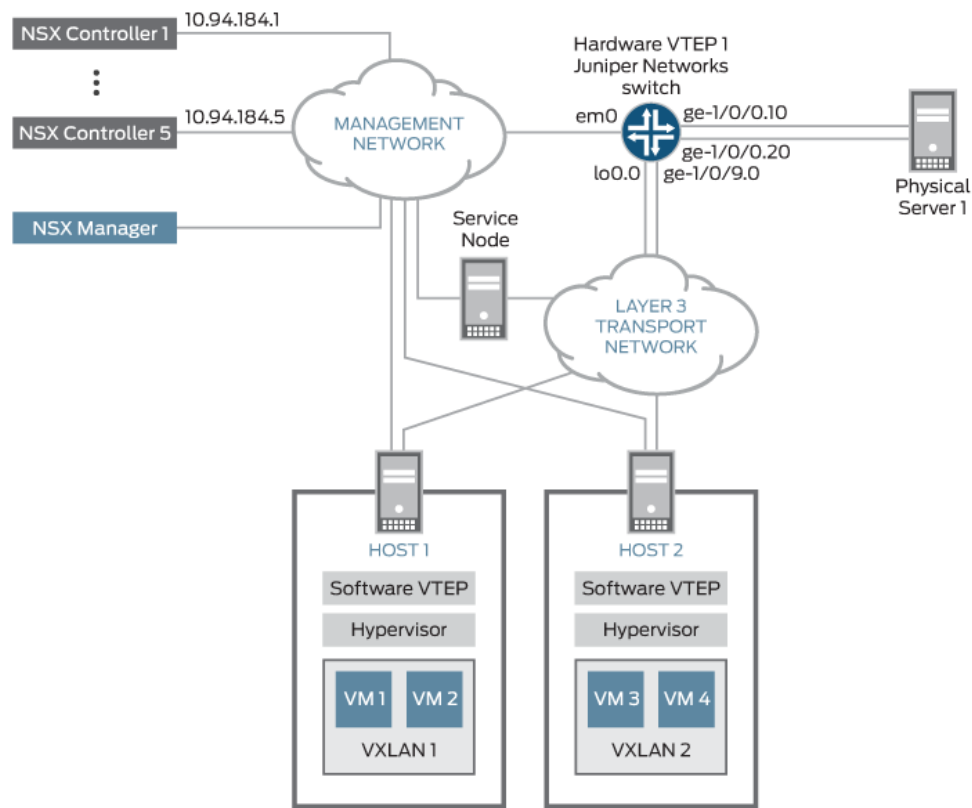 NSX Controller 1
10.94.184.1
NSX Controller 5
10.94.184.5
NSX Manager
MANAGEMENT
NETWORK
Hardware VTEP 1
Juniper Networks
switch
em0
ge-1/0/0.10
ge-1/0/0.20
lo0.0
ge-1/0/9.0
Physical
Server 1
Service
Node
LAYER 3
TRANSPORT
NETWORK
HOST 1
Software VTEP
Hypervisor
VM 1
VM 2
VXLAN 1
HOST 2
Software VTEP
Hypervisor
VM 3
VM 4
VXLAN 2